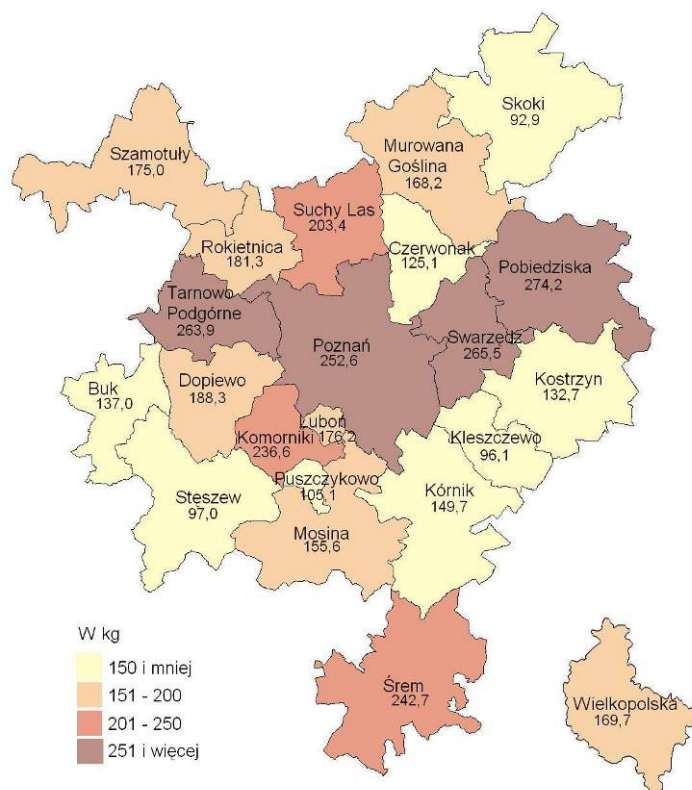 Skoki
92,9
Szamotuły
175,0
Murowana
Goślina
168,2
Suchy Las
203,4
Rokietnica
181,3
Czerwonak
125,1
Pobiedziska
274,2
Tarnowo
Podgórne
263,9
Poznań
252,6
Swarzędz
265,5
Buk
137,0
Dopiewo
188,3
Kostrzyn
132,7
Luboń
176,2
Komorniki
236,6
Kleszczewo
96,1
Puszczykowo
105,1
Stęszew
97,0
Kórnik
149,7
Mosina
155,6
W kg
150 i mniej
151 - 200
201 - 250
251 i więcej
Śrem
242,7
Wielkopolska
169,7